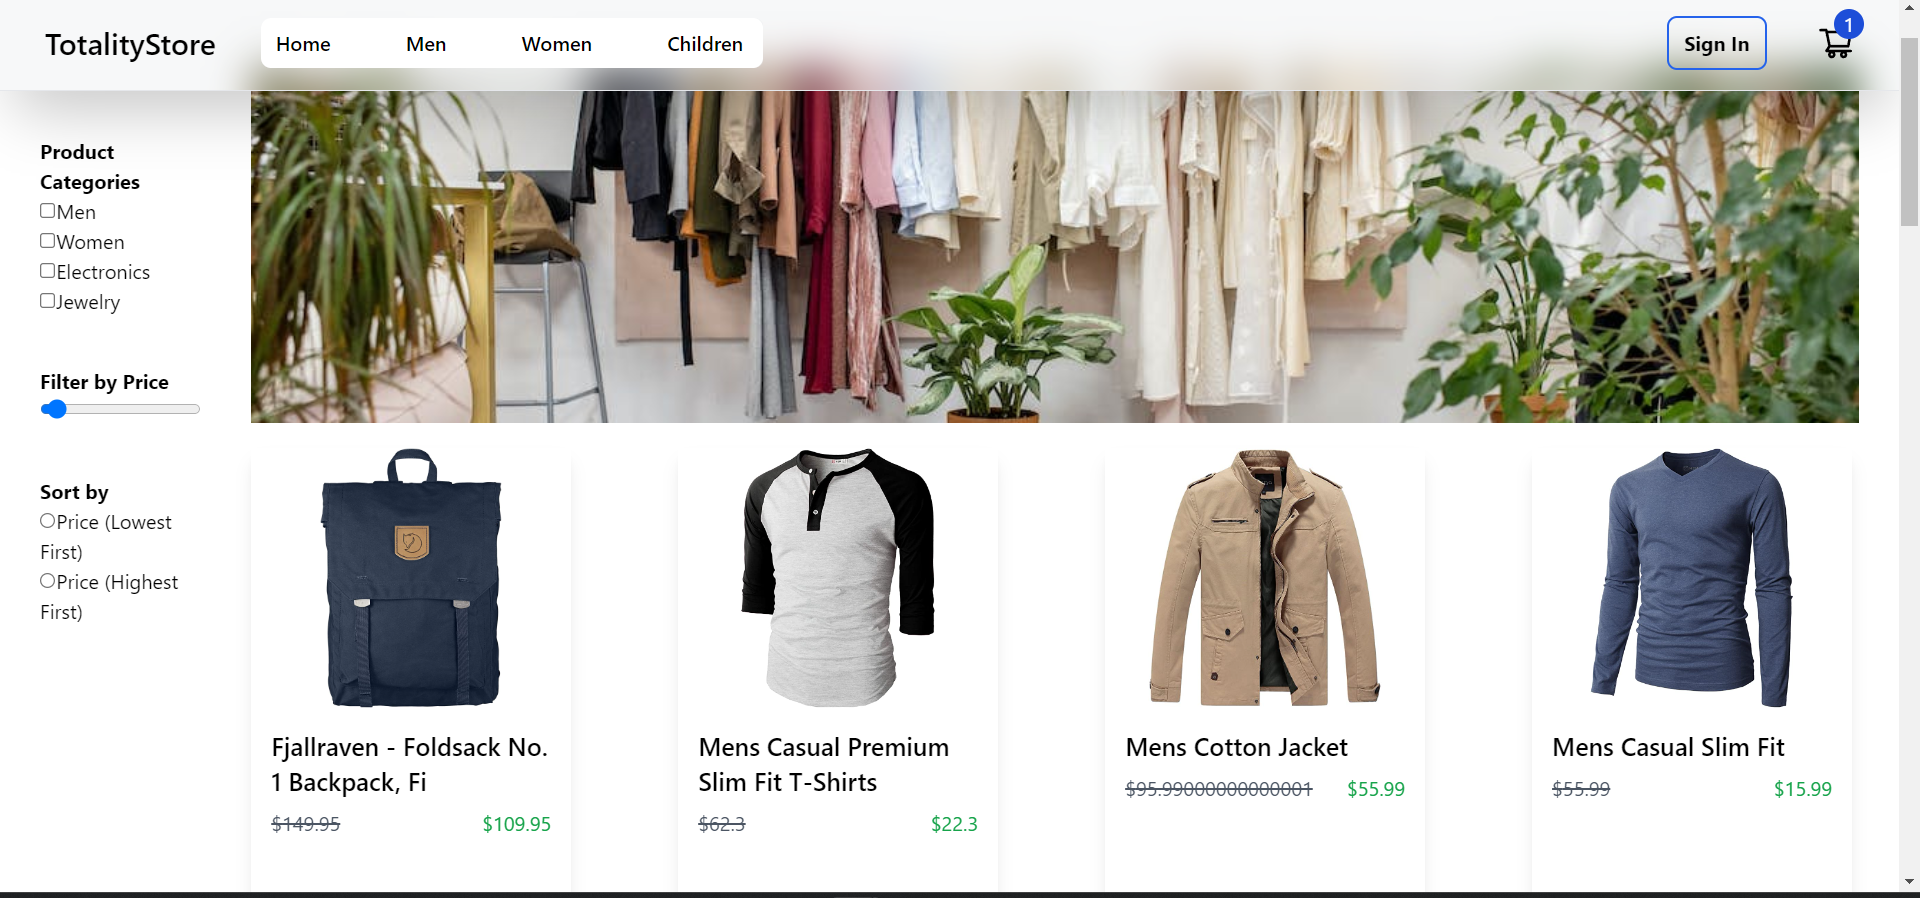 TotalityStore
Home
Men
Women
Children
Sign In
1
Product
Categories
Men
Women
Electronics
Jewelry
Filter by Price
Sort by
Price (Lowest
First)
Price (Highest
First)
Fjallraven - Foldsack No.
1 Backpack, Fi
$149.95 $109.95
Mens Casual Premium
Slim Fit T-Shirts
$62.3 $22.3
Mens Cotton Jacket
$95.99000000000001 $55.99
Mens Casual Slim Fit
$55.99 $15.99